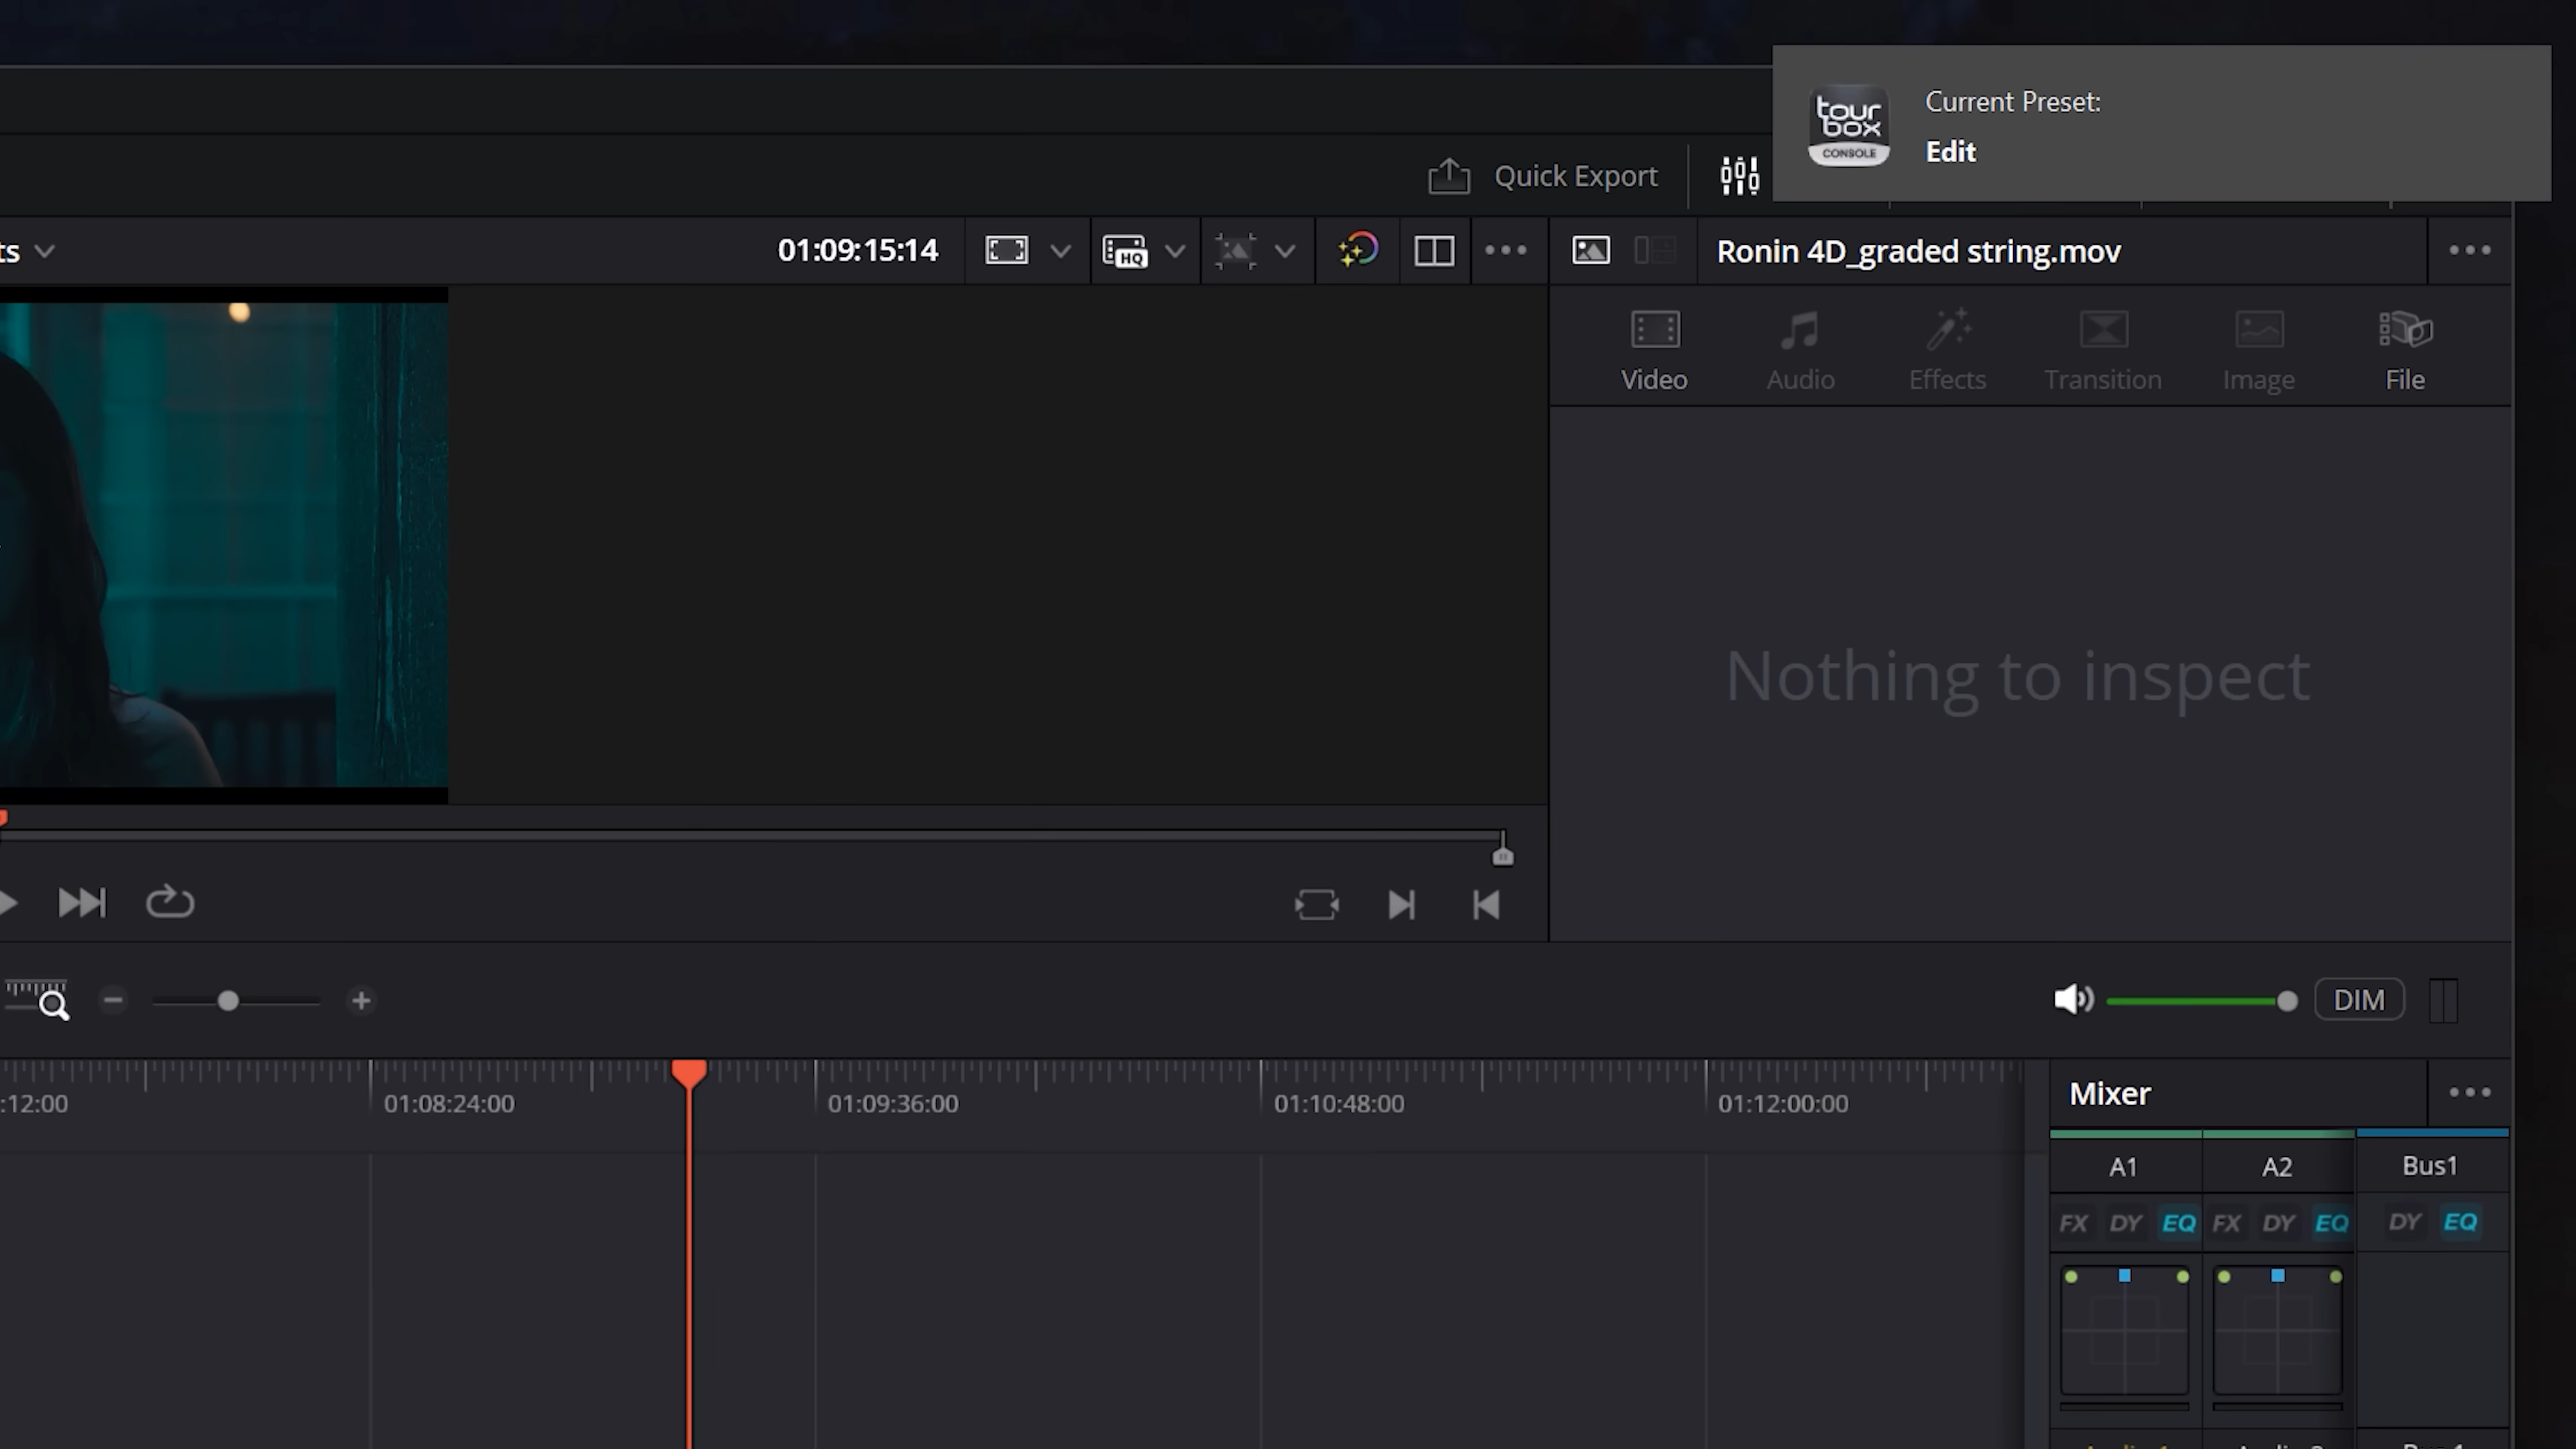 tour
box
CONSOLE
Current Preset:
Edit
Quick Export
ts
01:09:15:14
HQ
Ronin 4D_graded string.mov
Video
Audio
Effects
Transition
Image
File
Nothing to inspect
DIM
:12:00
01:08:24:00
01:09:36:00
01:10:48:00
01:12:00:00
Mixer
A1
A2
Bus1
FX DY EQ
FX DY EQ
DY EQ